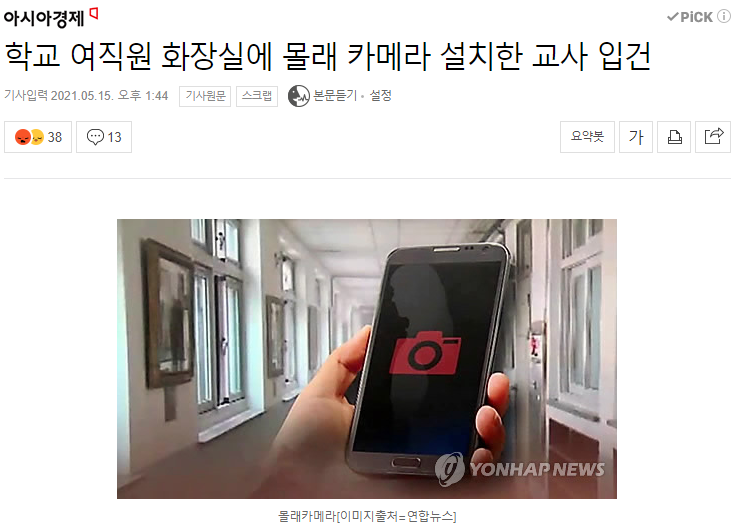 아시아경제
PiCK
학교 여직원 화장실에 몰래 카메라 설치한 교사 입건
기사입력 2021.05.15. 오후 1:44 기사원문 스크랩 본문듣기 · 설정
38 13 요약봇 가
YONHAP NEWS
몰래카메라[이미지출처=연합뉴스]